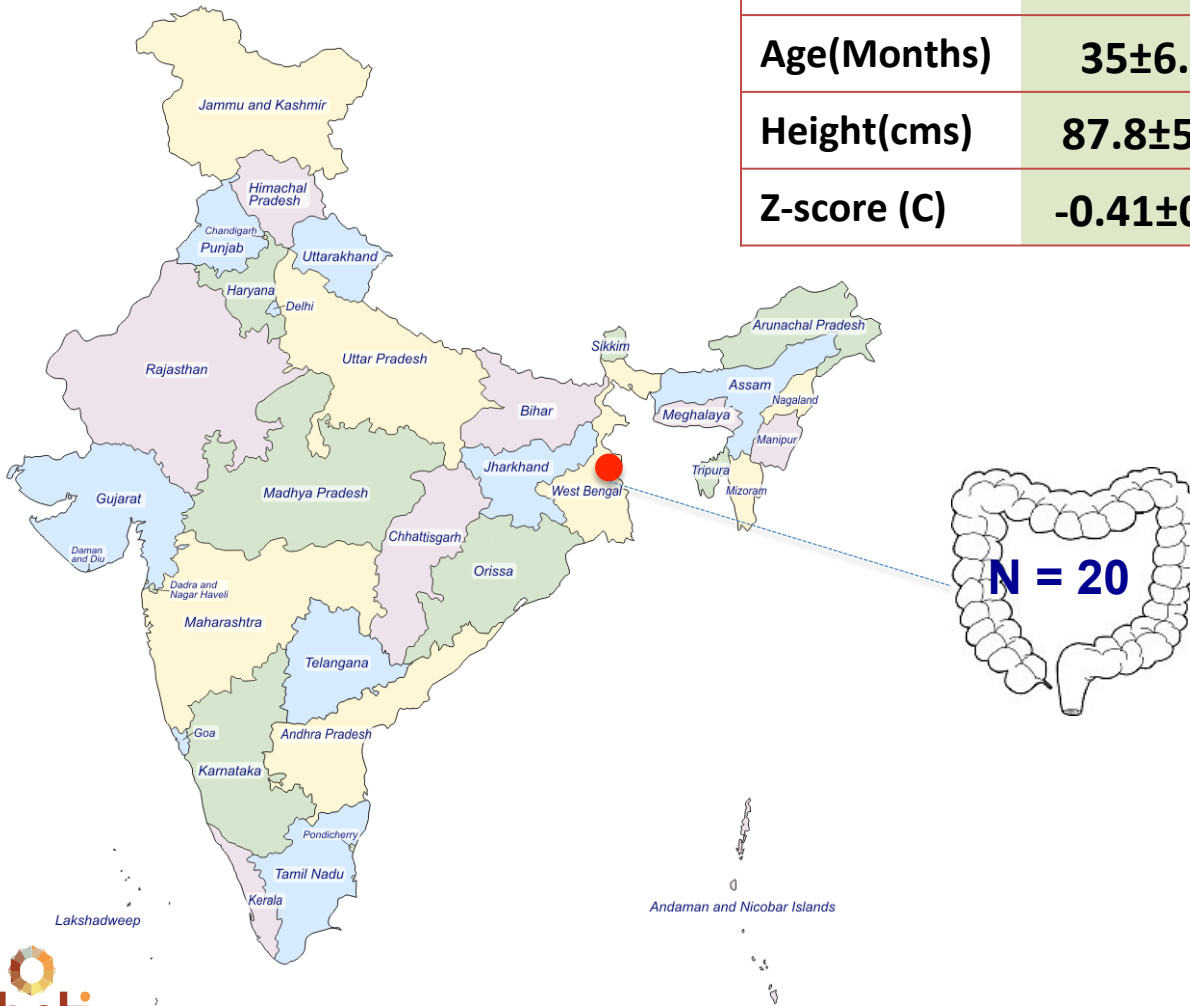 Age(Months) 35±6.
Height(cms) 87.8±5
Z-score (C) -0.41±0
Jammu and Kashmir
Himachal
Pradesh
Chandigarh
Punjab
Uttarakhand
Haryana
Delhi
Arunachal Pradesh
Sikkim
Uttar Pradesh
Rajasthan
Assam
Nagaland
Bihar
Meghalaya
Manipur
Jharkhand
Tripura
Gujarat
Madhya Pradesh
West Bengal
Mizoram
Chhattisgarh
Daman
and Diu
Orissa
N = 20
Dadra and
Nagar Haveli
Maharashtra
Telangana
Goa
Andhra Pradesh
Karnataka
Pondicherry
Tamil Nadu
Kerala
Andaman and Nicobar Islands
Lakshadweep